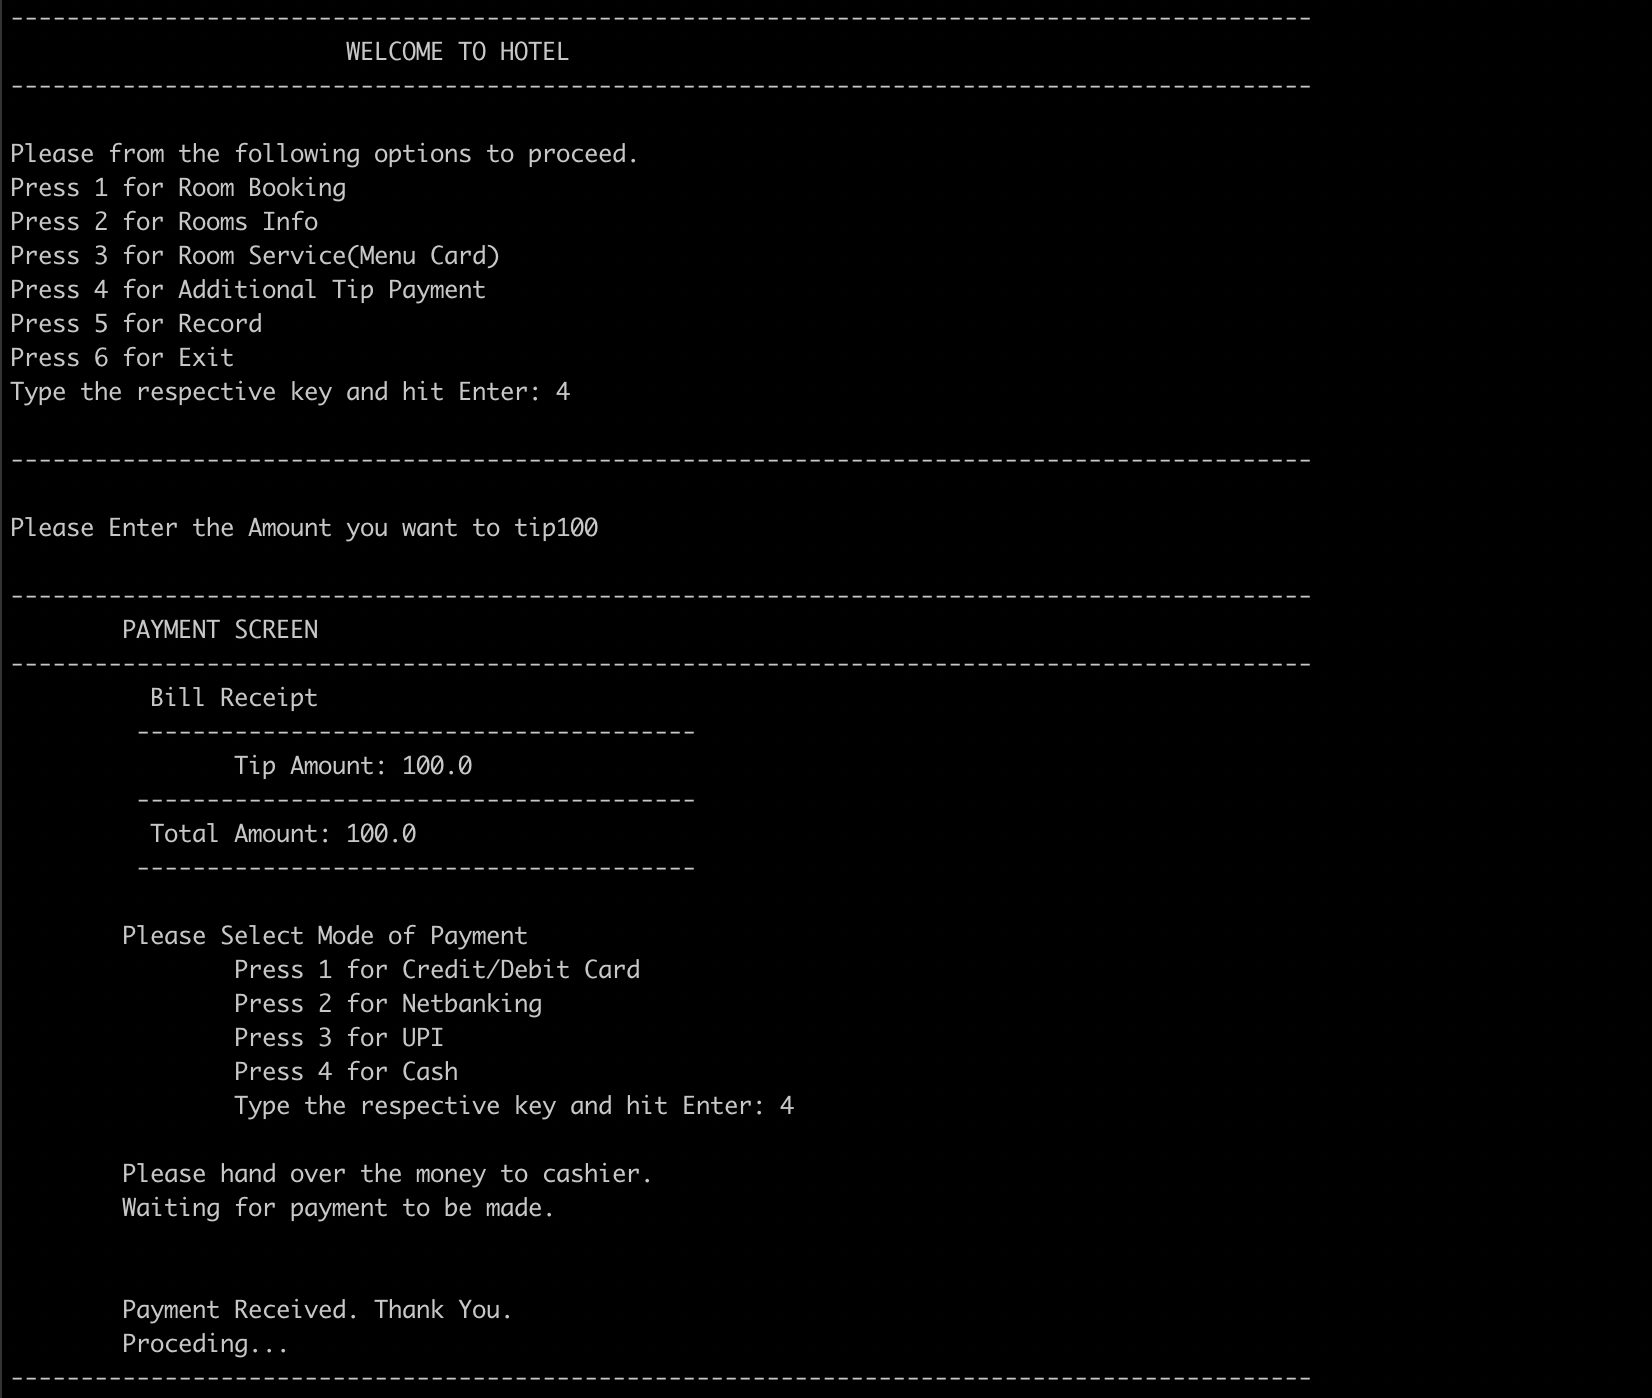 --------------------------------------------------------------------------------------------
WELCOME TO HOTEL
--------------------------------------------------------------------------------------------
Please from the following options to proceed.
Press 1 for Room Booking
Press 2 for Rooms Info
Press 3 for Room Service(Menu Card)
Press 4 for Additional Tip Payment
Press 5 for Record
Press 6 for Exit
Type the respective key and hit Enter: 4
--------------------------------------------------------------------------------------------
Please Enter the Amount you want to tip100
--------------------------------------------------------------------------------------------
PAYMENT SCREEN
--------------------------------------------------------------------------------------------
Bill Receipt
----------------------------------------
Tip Amount: 100.0
----------------------------------------
Total Amount: 100.0
----------------------------------------
Please Select Mode of Payment
Press 1 for Credit/Debit Card
Press 2 for Netbanking
Press 3 for UPI
Press 4 for Cash
Type the respective key and hit Enter: 4
Please hand over the money to cashier.
Waiting for payment to be made.
Payment Received. Thank You.
Proceding...
--------------------------------------------------------------------------------------------